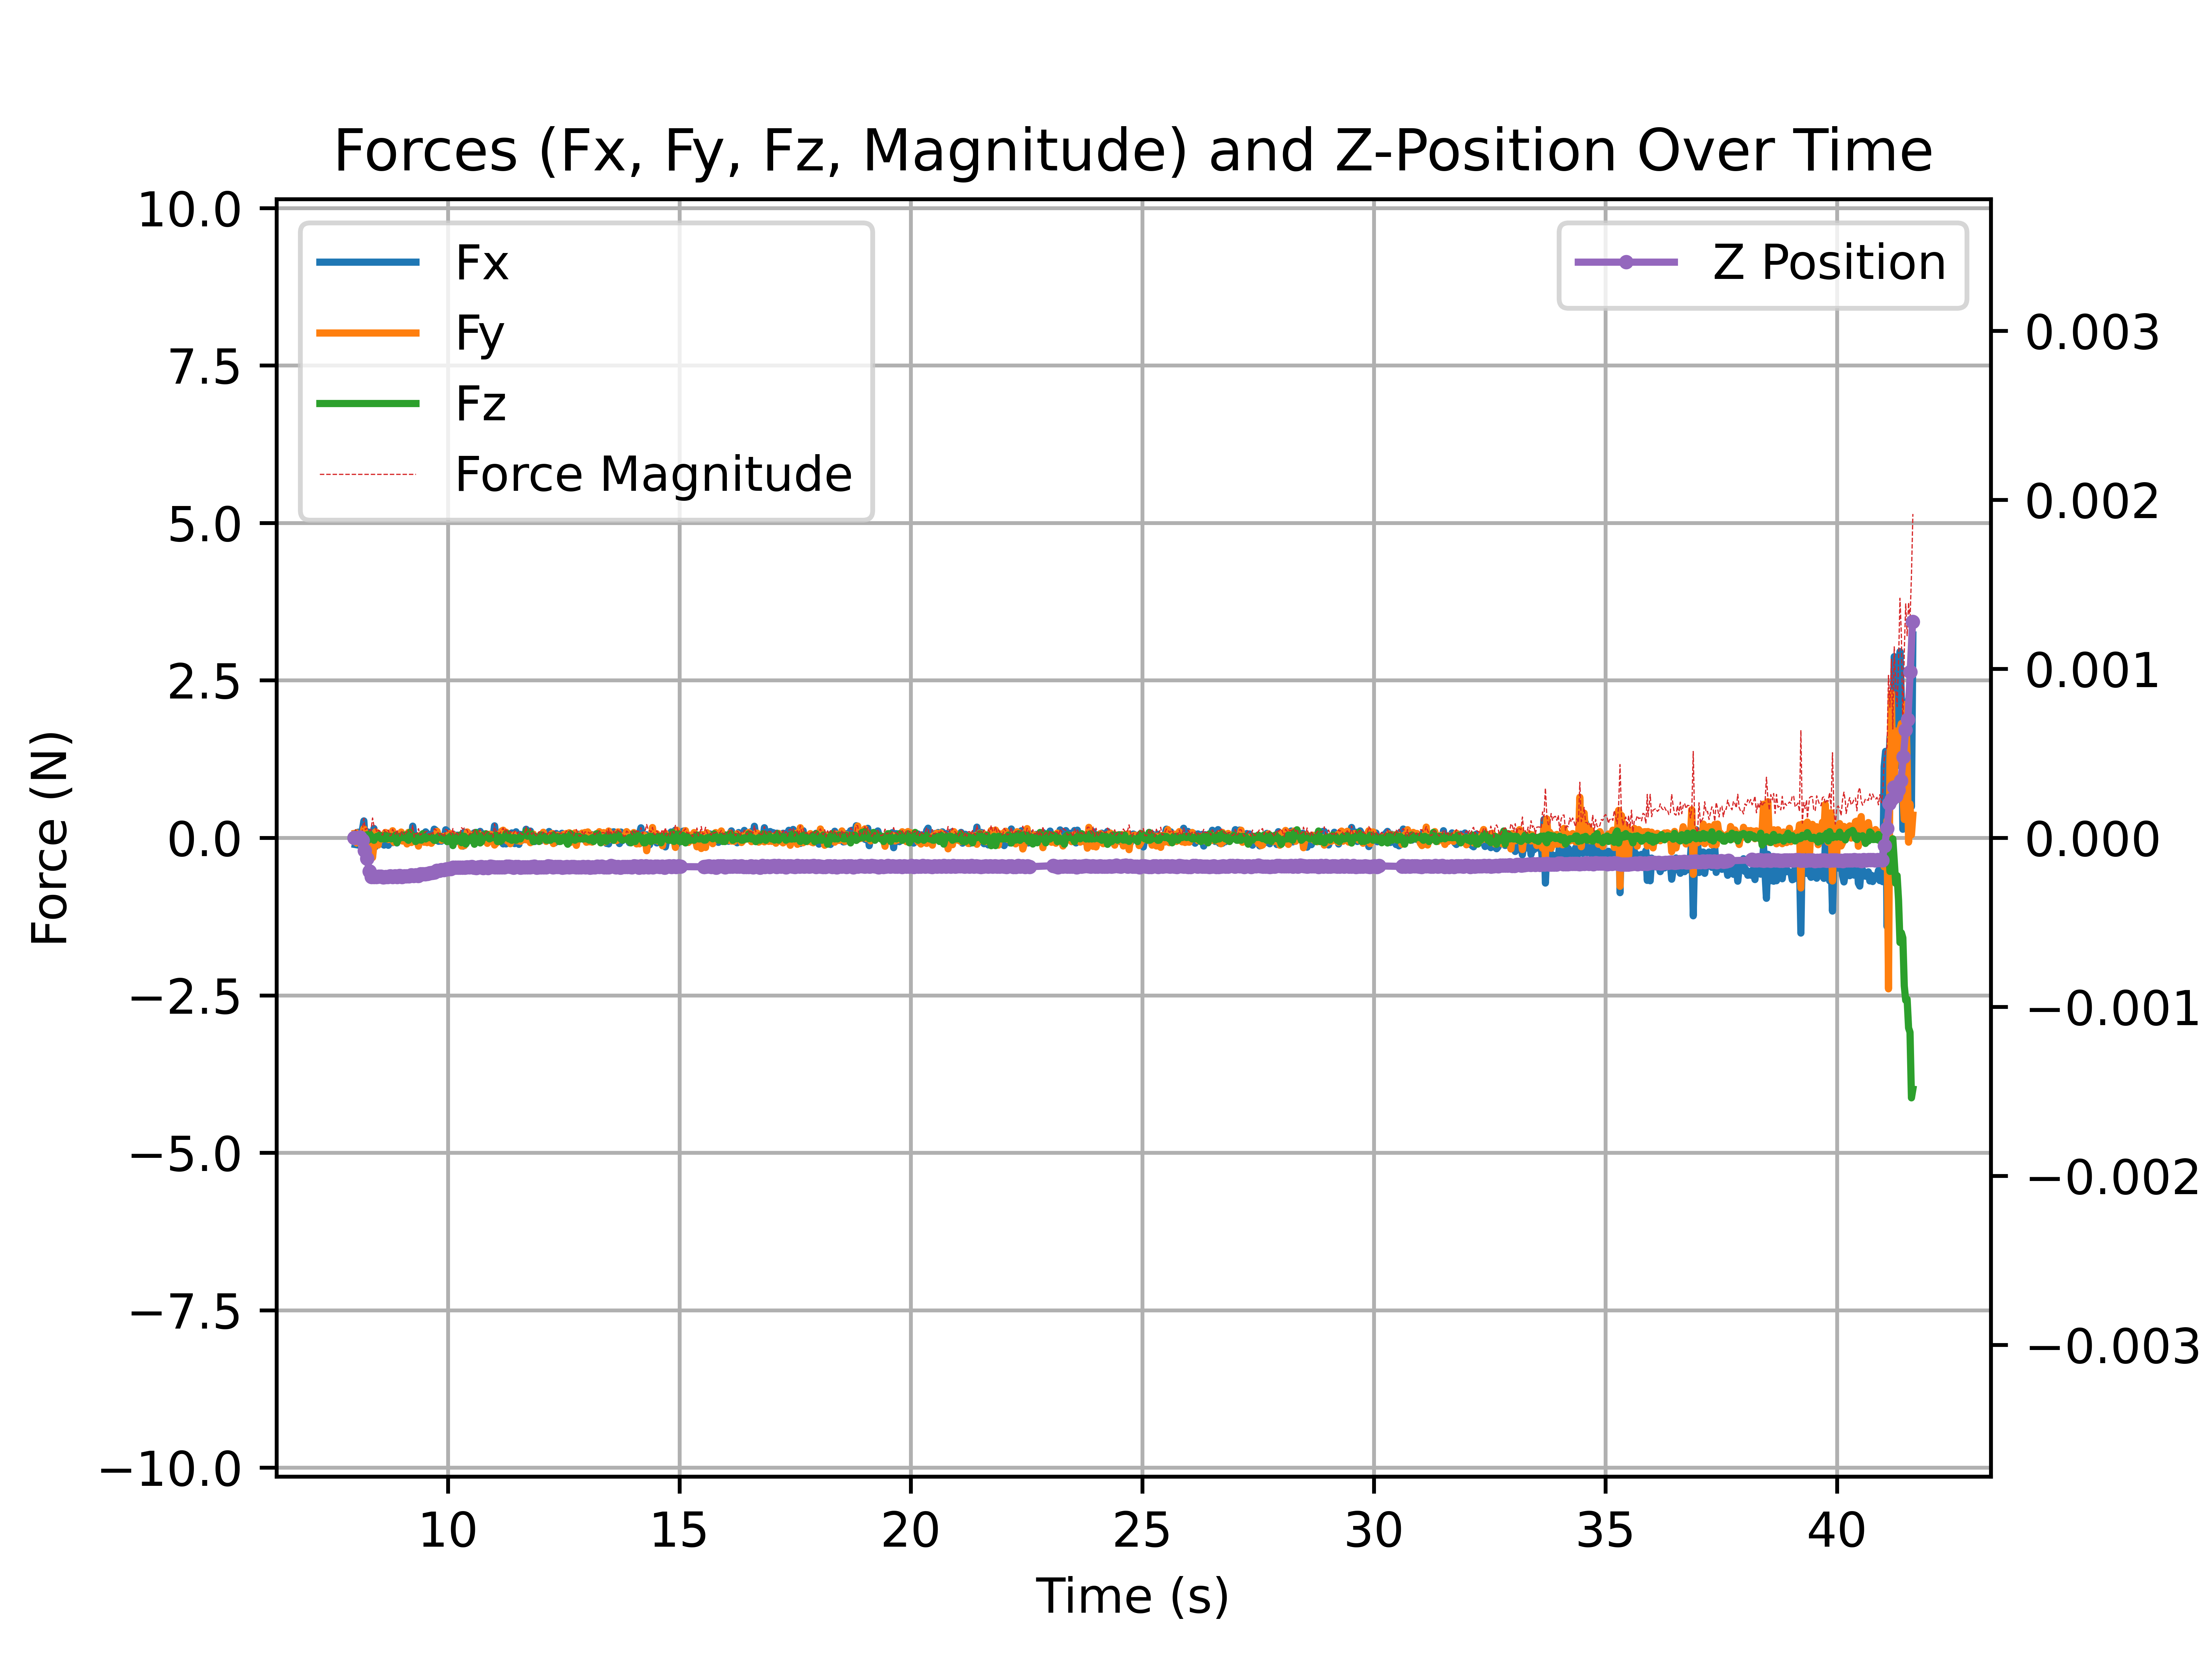 Forces (Fx, Fy, Fz, Magnitude) and Z-Position Over Time
Fx
Fy
Fz
Force Magnitude
Z Position
Force (N)
10.0
7.5
5.0
2.5
0.0
−2.5
−5.0
−7.5
−10.0
0.003
0.002
0.001
0.000
−0.001
−0.002
−0.003
10 15 20 25 30 35 40
Time (s)